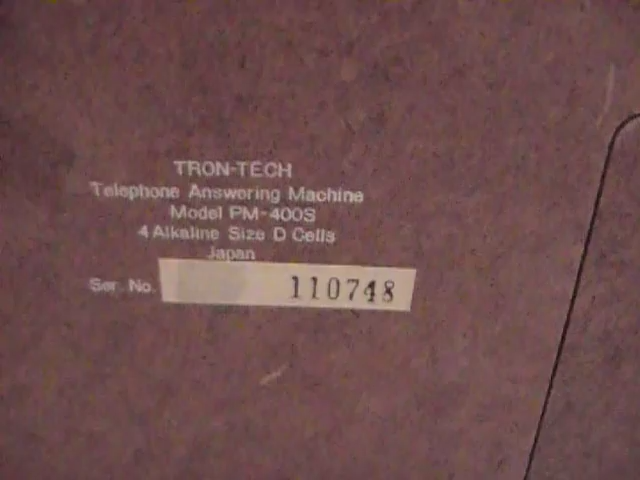 TRON-TECH
Telephone Answering Machine
Model PM-400S
4 Alkaline Size D Cells
Japan
Ser. No. 110748